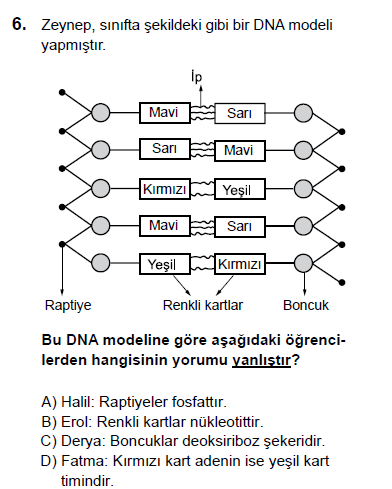 6. Zeynep, sınıfta şekildeki gibi bir DNA modeli
yapmıştır.
İp
Mavi Sarı
Sarı Mavi
Kırmızı Yeşil
Mavi Sarı
Yeşil Kırmızı
Raptiye Renkli kartlar Boncuk
Bu DNA modeline göre aşağıdaki öğrenci-
lerden hangisinin yorumu yanlıştır?
A) Halil: Raptiyeler fosfattır.
B) Erol: Renkli kartlar nükleotittir.
C) Derya: Boncuklar deoksiriboz şekeridir.
D) Fatma: Kırmızı kart adenin ise yeşil kart
timindir.